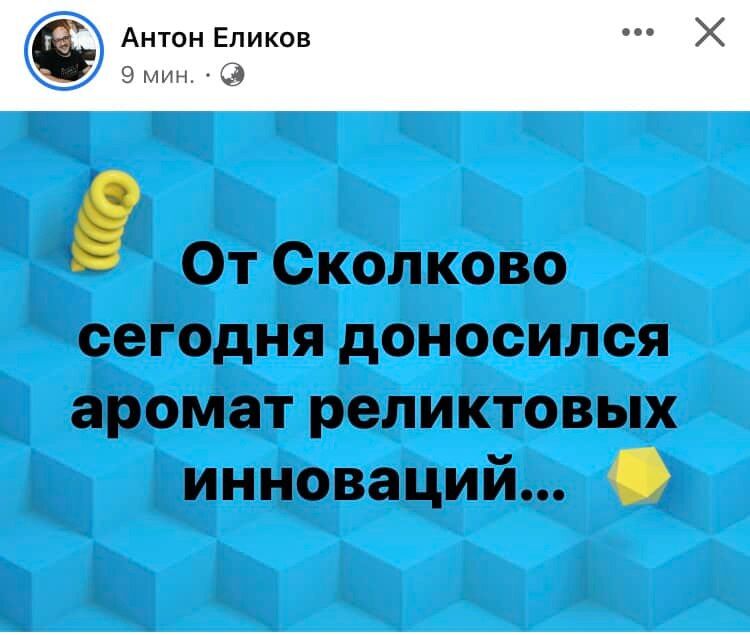 Антон Еликов
9 мин. ·
От Сколково
сегодня доносился
аромат реликтовых
инноваций...